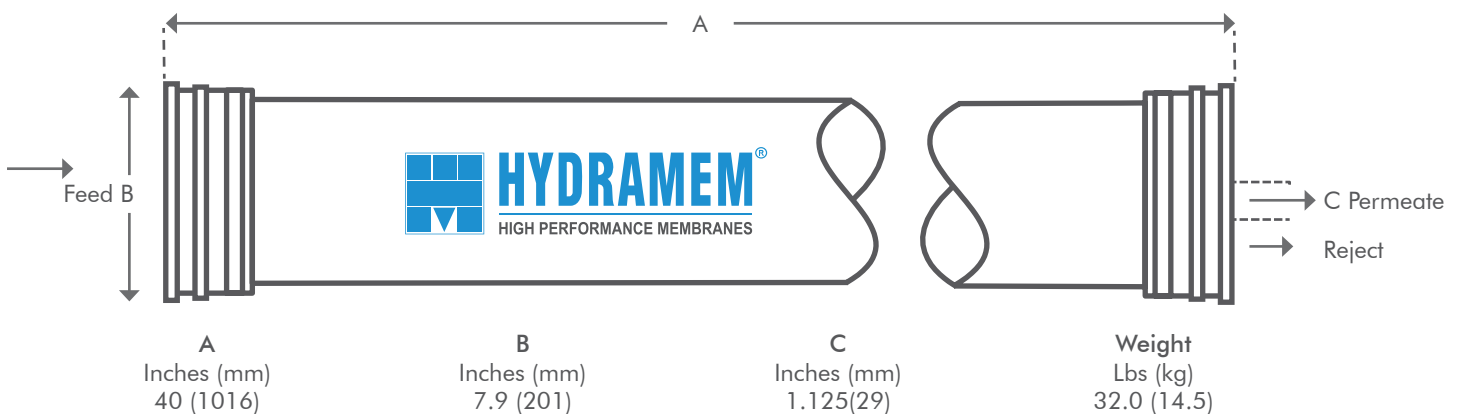 A
Feed B
HYDRAMEM®
HIGH PERFORMANCE MEMBRANES
C Permeate
Reject
A B C Weight
Inches (mm) Inches (mm) Inches (mm) Lbs (kg)
40 (1016) 7.9 (201) 1.125(29) 32.0 (14.5)